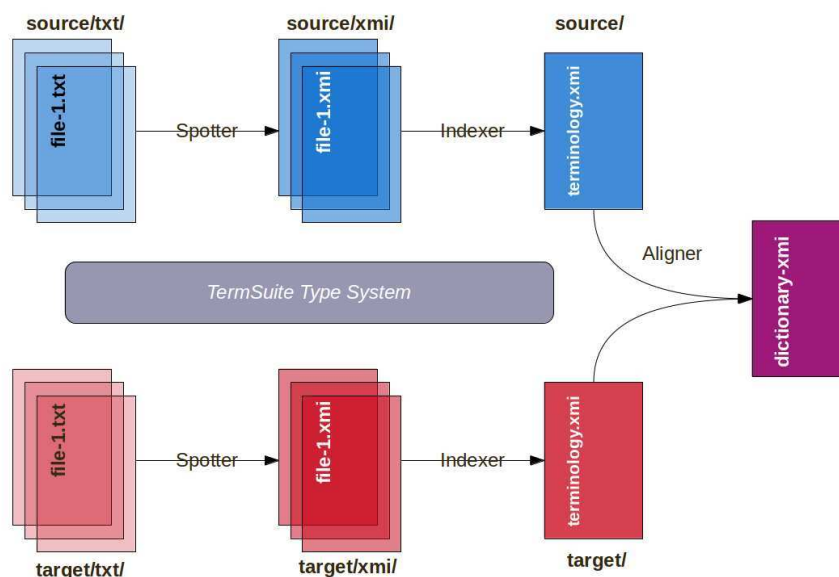 source/txt/
source/xmi/
source/
file-1.txt
Spotter
file-1.xmi
Indexer
terminology.xmi
Aligner
dictionary-xmi
TermSuite Type System
file-1.txt
Spotter
file-1.xmi
Indexer
terminology.xmi
target/txt/
target/xmi/
target/